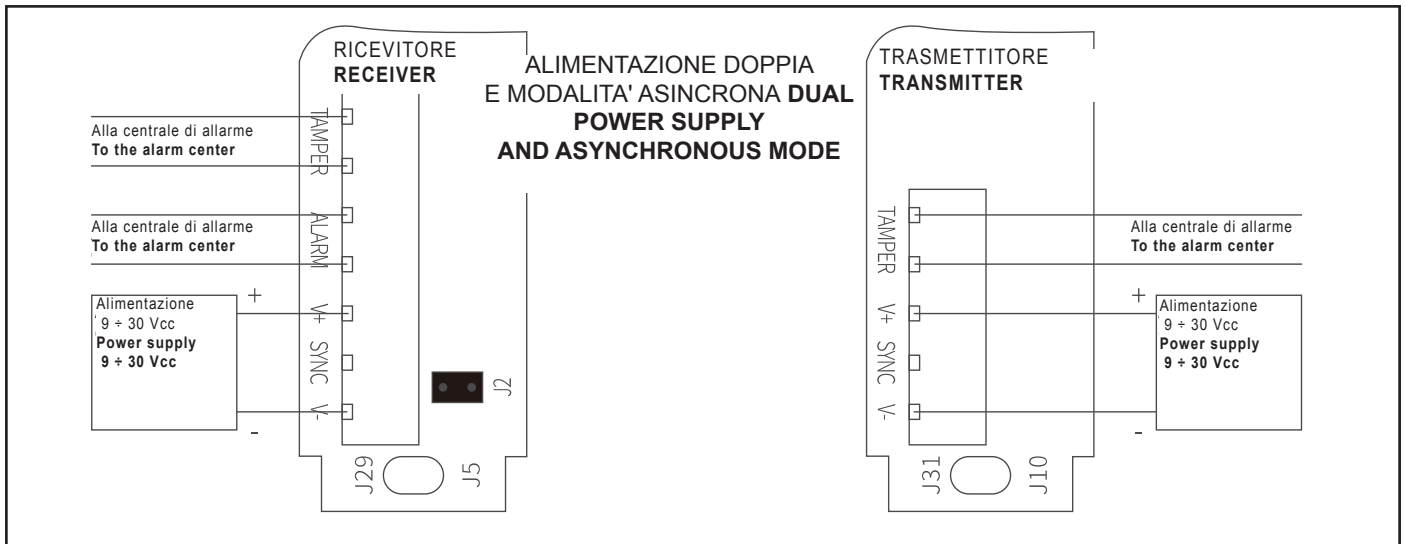 RICEVITORE
RECEIVER
ALIMENTAZIONE DOPPIA
E MODALITA' ASINCRONA DUAL
POWER SUPPLY
AND ASYNCHRONOUS MODE
TRASMETTITORE
TRANSMITTER
Alla centrale di allarme
To the alarm center
TAMPER
Alla centrale di allarme
To the alarm center
ALARM
Alimentazione
9 ÷ 30 Vcc
Power supply
9 ÷ 30 Vcc
+
-
V+
SYNC
V-
J2
J29
J5
TAMPER
Alla centrale di allarme
To the alarm center
V+
SYNC
V-
+
-
Alimentazione
9 ÷ 30 Vcc
Power supply
9 ÷ 30 Vcc
J31
J10